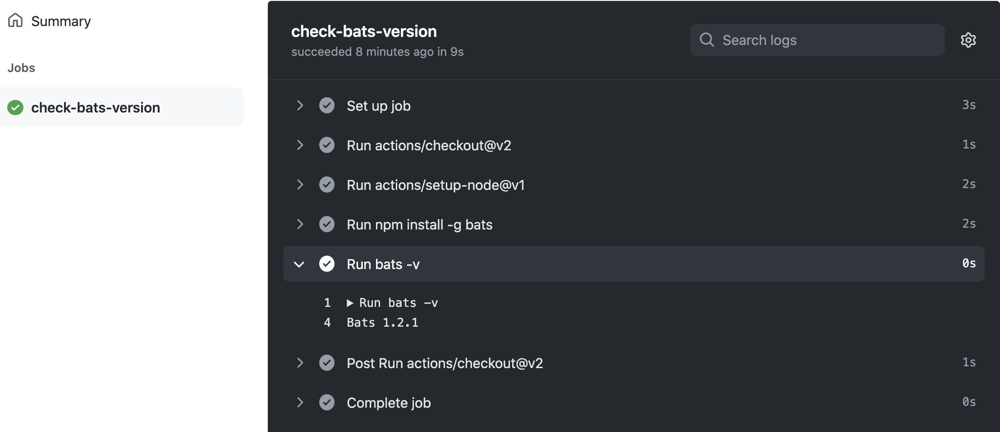 Summary
Jobs
check-bats-version
check-bats-version
succeeded 8 minutes ago in 9s
Search logs
Set up job 3s
Run actions/checkout@v2 1s
Run actions/setup-node@v1 2s
Run npm install -g bats 2s
Run bats -v 0s
1 Run bats -v
4 Bats 1.2.1
Post Run actions/checkout@v2 1s
Complete job 0s